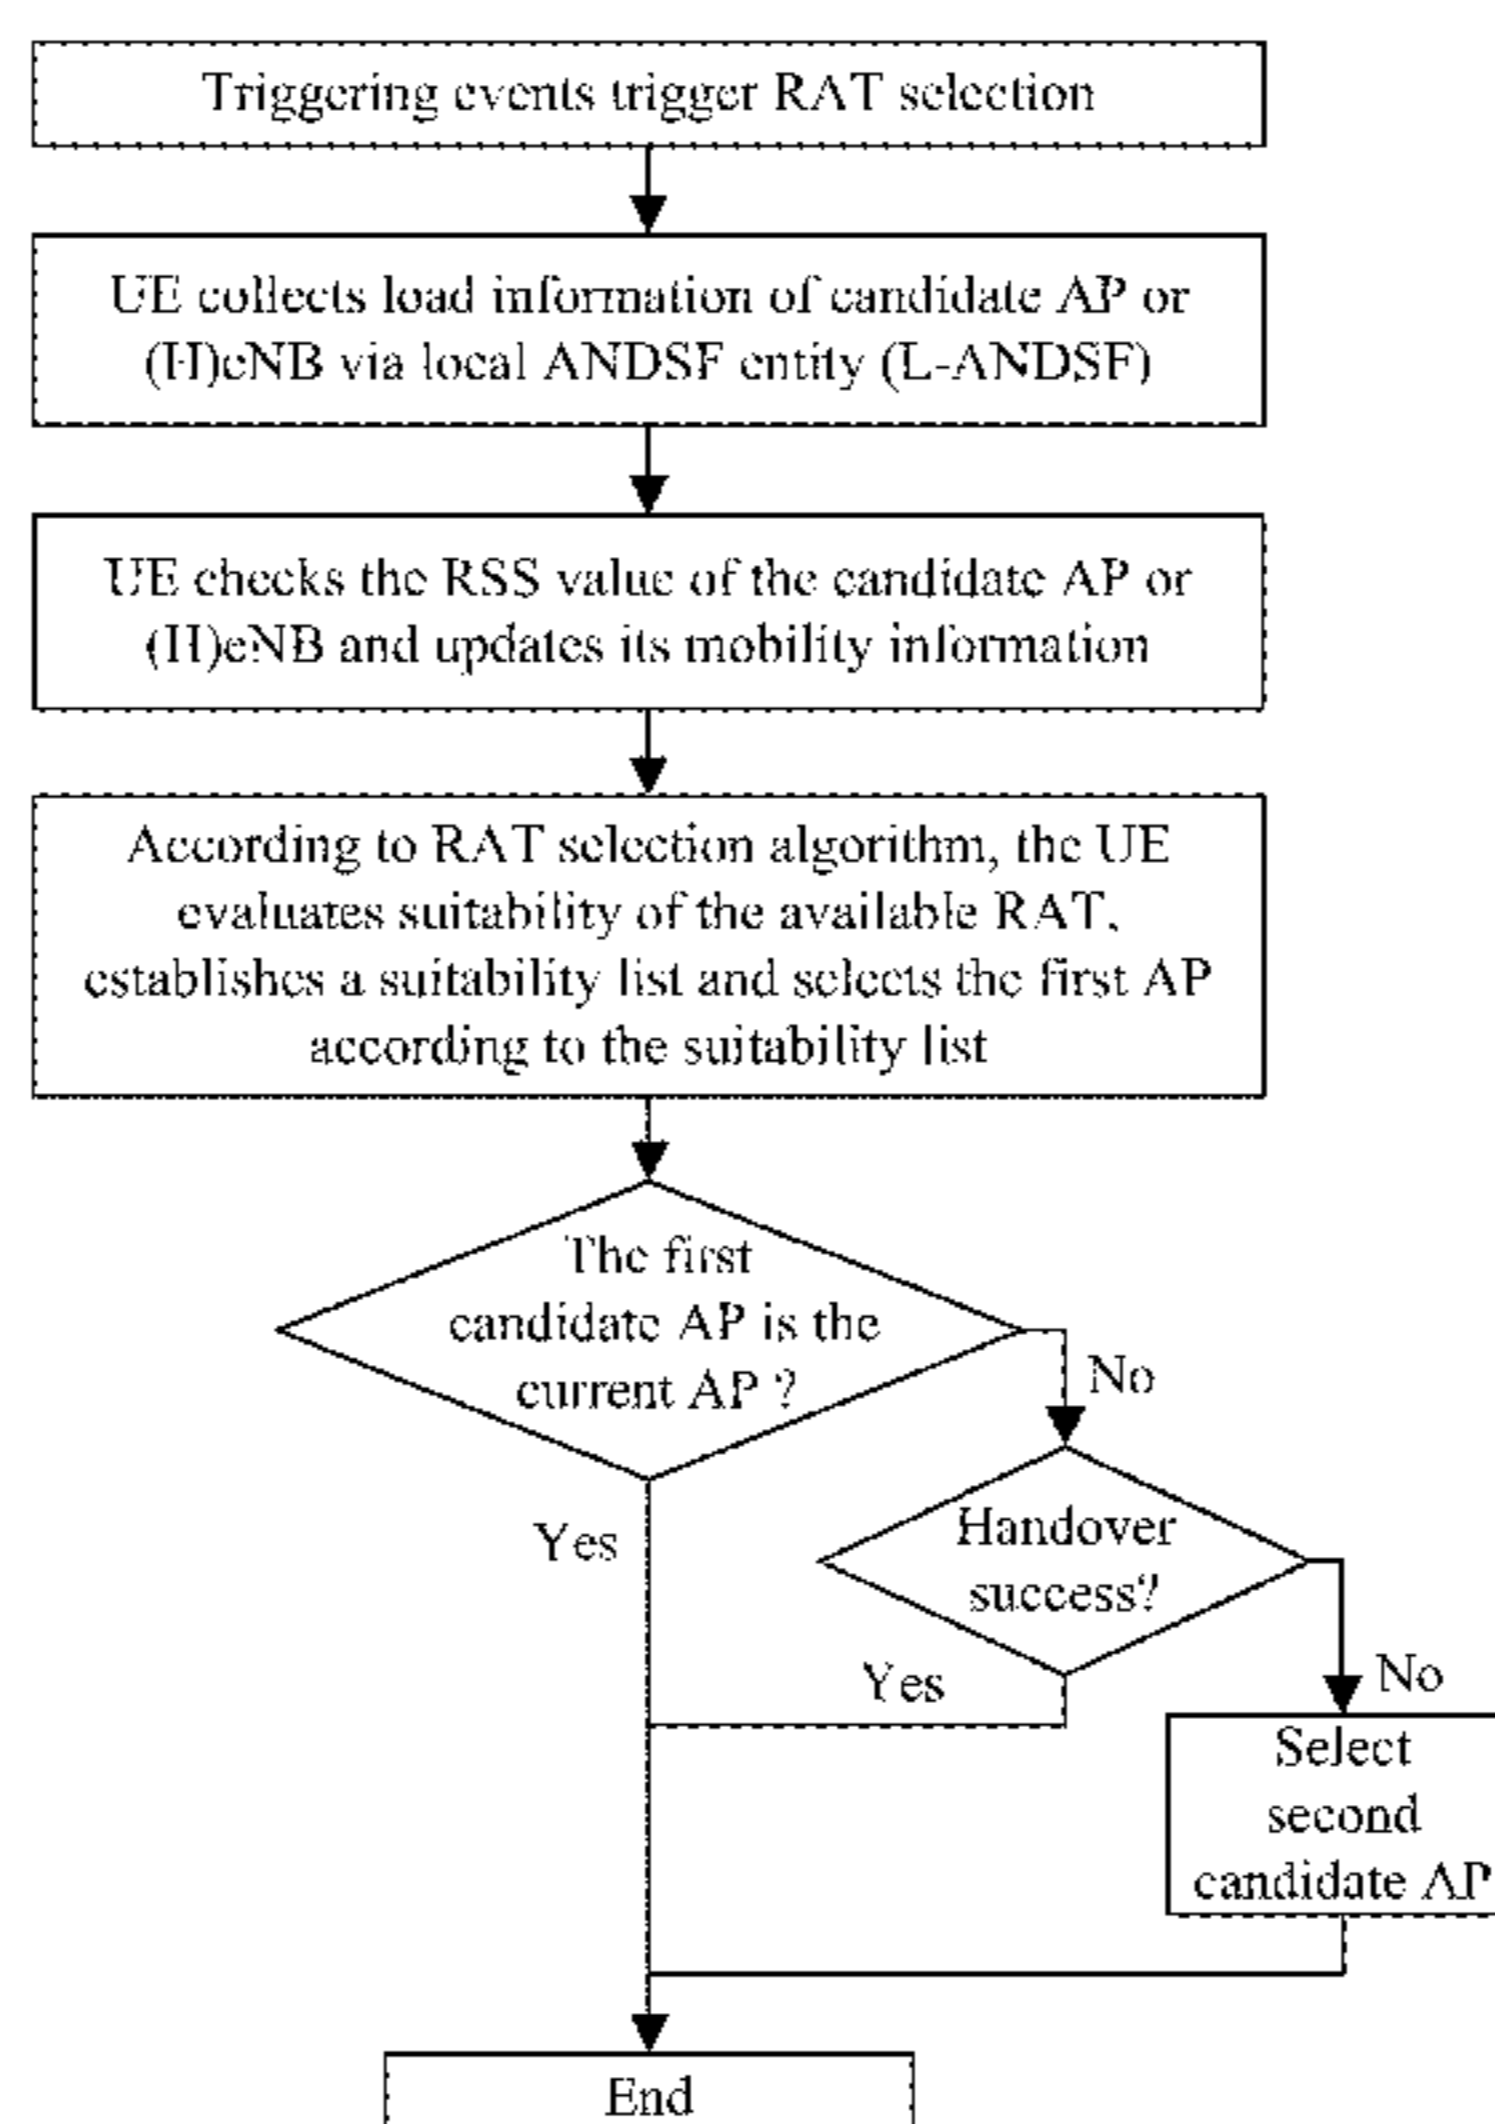 Triggering events trigger RAT selection
UE collects load information of candidate AP or
(H)eNB via local ANDSF entity (L-ANDSF)
UE checks the RSS value of the candidate AP or
(H)eNB and updates its mobility information
According to RAT selection algorithm, the UE
evaluates suitability of the available RAT,
establishes a suitability list and selects the first AP
according to the suitability list
The first
candidate AP is the
current AP ?
No
Yes
Handover
success?
Yes
No
Select
second
candidate AP
End